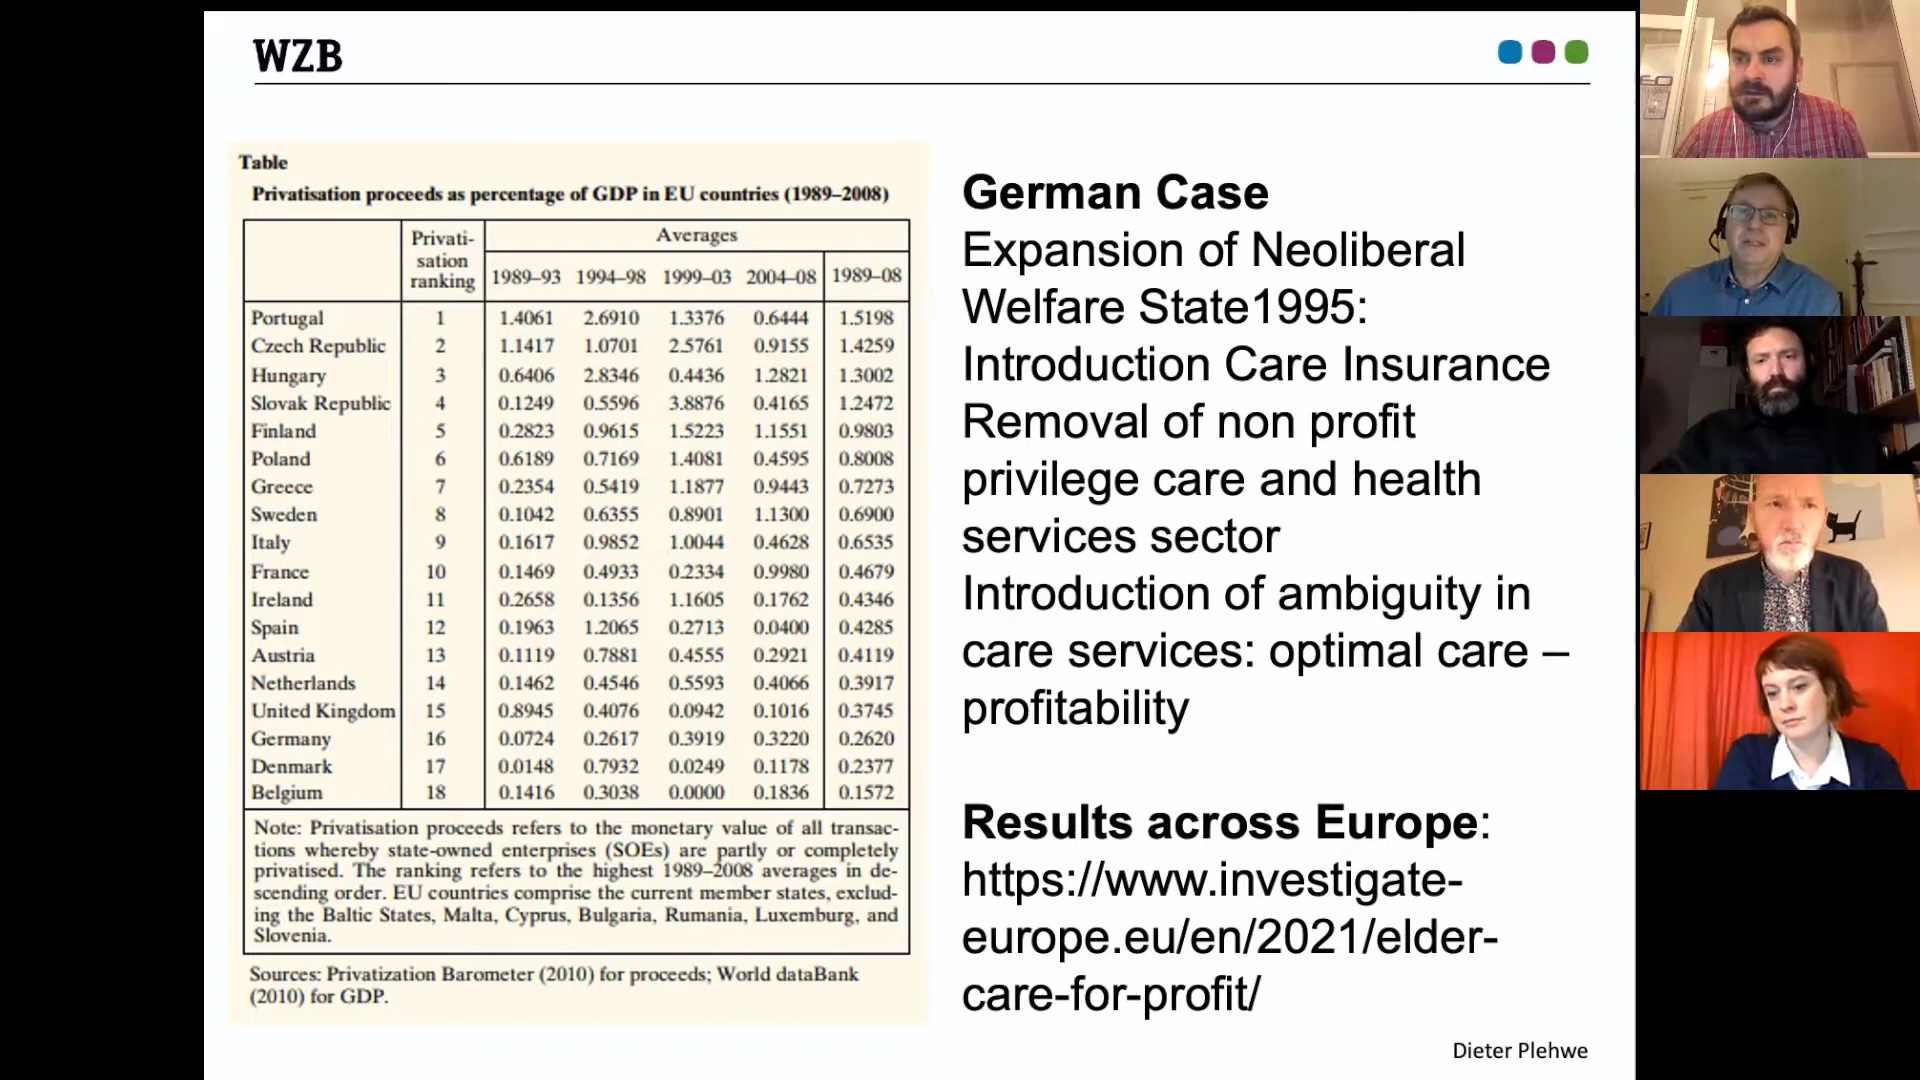 WZB
Table
Privatisation proceeds as percentage of GDP in EU countries (1989–2008)
Privati-
sation
ranking
Averages
1989–93 1994–98 1999–03 2004–08 1989–08
Portugal 1 1.4061 2.6910 1.3376 0.6444 1.5198
Czech Republic 2 1.1417 1.0701 2.5761 0.9155 1.4259
Hungary 3 0.6406 2.8346 0.4436 1.2821 1.3002
Slovak Republic 4 0.1249 0.5596 3.8876 0.4165 1.2472
Finland 5 0.2823 0.9615 1.5223 1.1551 0.9803
Poland 6 0.6189 0.7169 1.4081 0.4595 0.8008
Greece 7 0.2354 0.5419 1.1877 0.9443 0.7273
Sweden 8 0.1042 0.6355 0.8901 1.1300 0.6900
Italy 9 0.1617 0.9852 1.0044 0.4628 0.6535
France 10 0.1469 0.4933 0.2334 0.9980 0.4679
Ireland 11 0.2658 0.1356 1.1605 0.1762 0.4346
Spain 12 0.1963 1.2065 0.2713 0.0400 0.4285
Austria 13 0.1119 0.7881 0.4555 0.2921 0.4119
Netherlands 14 0.1462 0.4546 0.5593 0.4066 0.3917
United Kingdom 15 0.8945 0.4076 0.0942 0.1016 0.3745
Germany 16 0.0724 0.2617 0.3919 0.3220 0.2620
Denmark 17 0.0148 0.7932 0.0249 0.1178 0.2377
Belgium 18 0.1416 0.3038 0.0000 0.1836 0.1572
Note: Privatisation proceeds refers to the monetary value of all transac-
tions whereby state-owned enterprises (SOEs) are partly or completely
privatised. The ranking refers to the highest 1989–2008 averages in de-
scending order. EU countries comprise the current member states, exclud-
ing the Baltic States, Malta, Cyprus, Bulgaria, Rumania, Luxemburg, and
Slovenia.
Sources: Privatization Barometer (2010) for proceeds; World dataBank
(2010) for GDP.
German Case
Expansion of Neoliberal
Welfare State1995:
Introduction Care Insurance
Removal of non profit
privilege care and health
services sector
Introduction of ambiguity in
care services: optimal care –
profitability
Results across Europe:
https://www.investigate-
europe.eu/en/2021/elder-
care-for-profit/
Dieter Plehwe